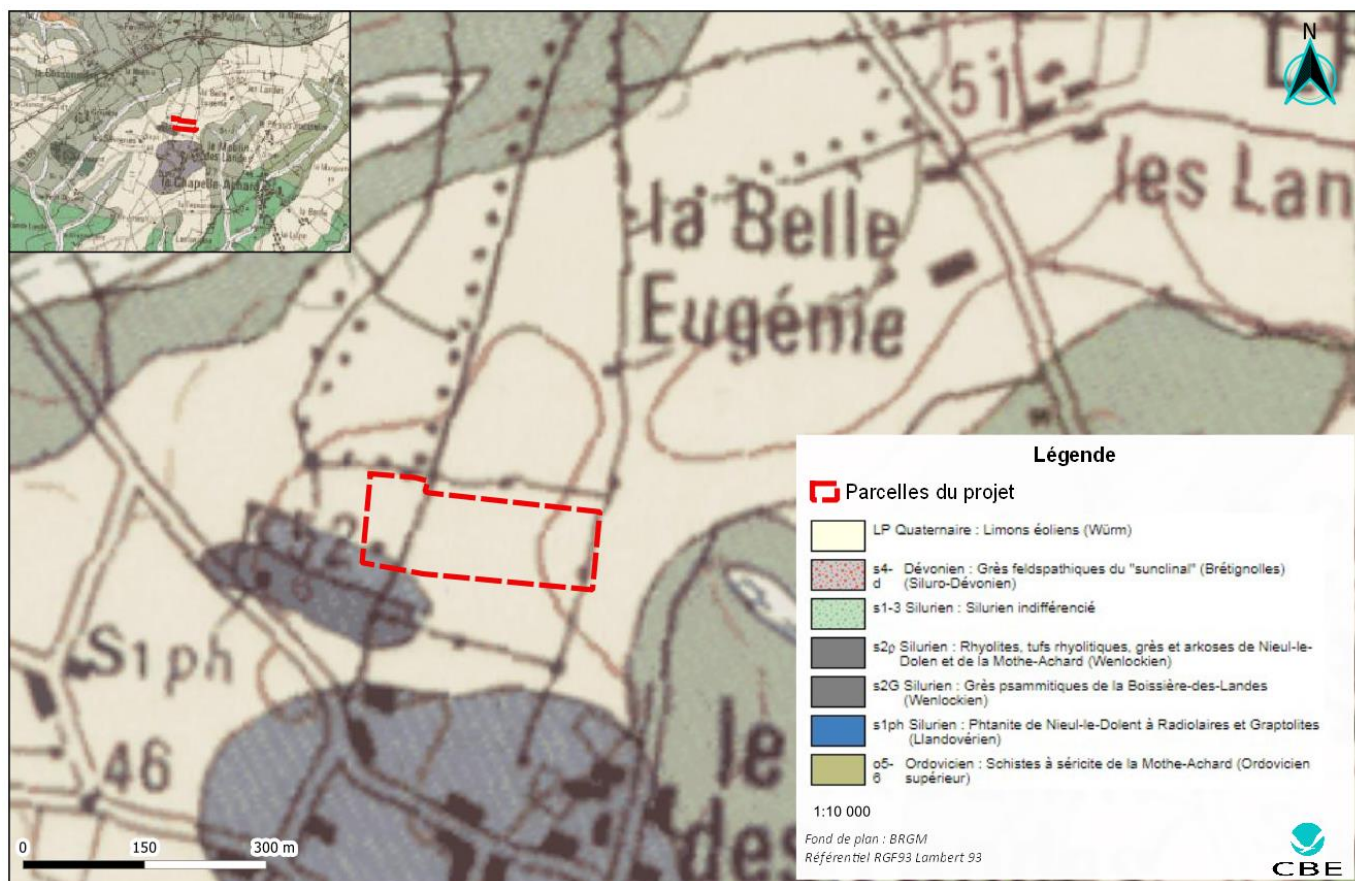 N
51
la Belle
Eugénie
les Lan
S1ph
46
le
des
la Chapelle-Achard
Légende
Parcelles du projet
LP Quaternaire : Limons éoliens (Würm)
s4-d Dévonien : Grès feldspathiques du "sunclinal" (Brétignolles)
(Siluro-Dévonien)
s1-3 Silurien : Silurien indifférencié
s2ρ Silurien : Rhyolites, tufs rhyolitiques, grès et arkoses de Nieul-le-
Dolen et de la Mothe-Achard (Wenlockien)
s2G Silurien : Grès psammitiques de la Boissière-des-Landes
(Wenlockien)
s1ph Silurien : Phtanite de Nieul-le-Dolent à Radiolaires et Graptolites
(Llandovérien)
o5-6 Ordovicien : Schistes à séricite de la Mothe-Achard (Ordovicien
supérieur)
1:10 000
Fond de plan : BRGM
Référentiel RGF93 Lambert 93
CBE
0 150 300 m